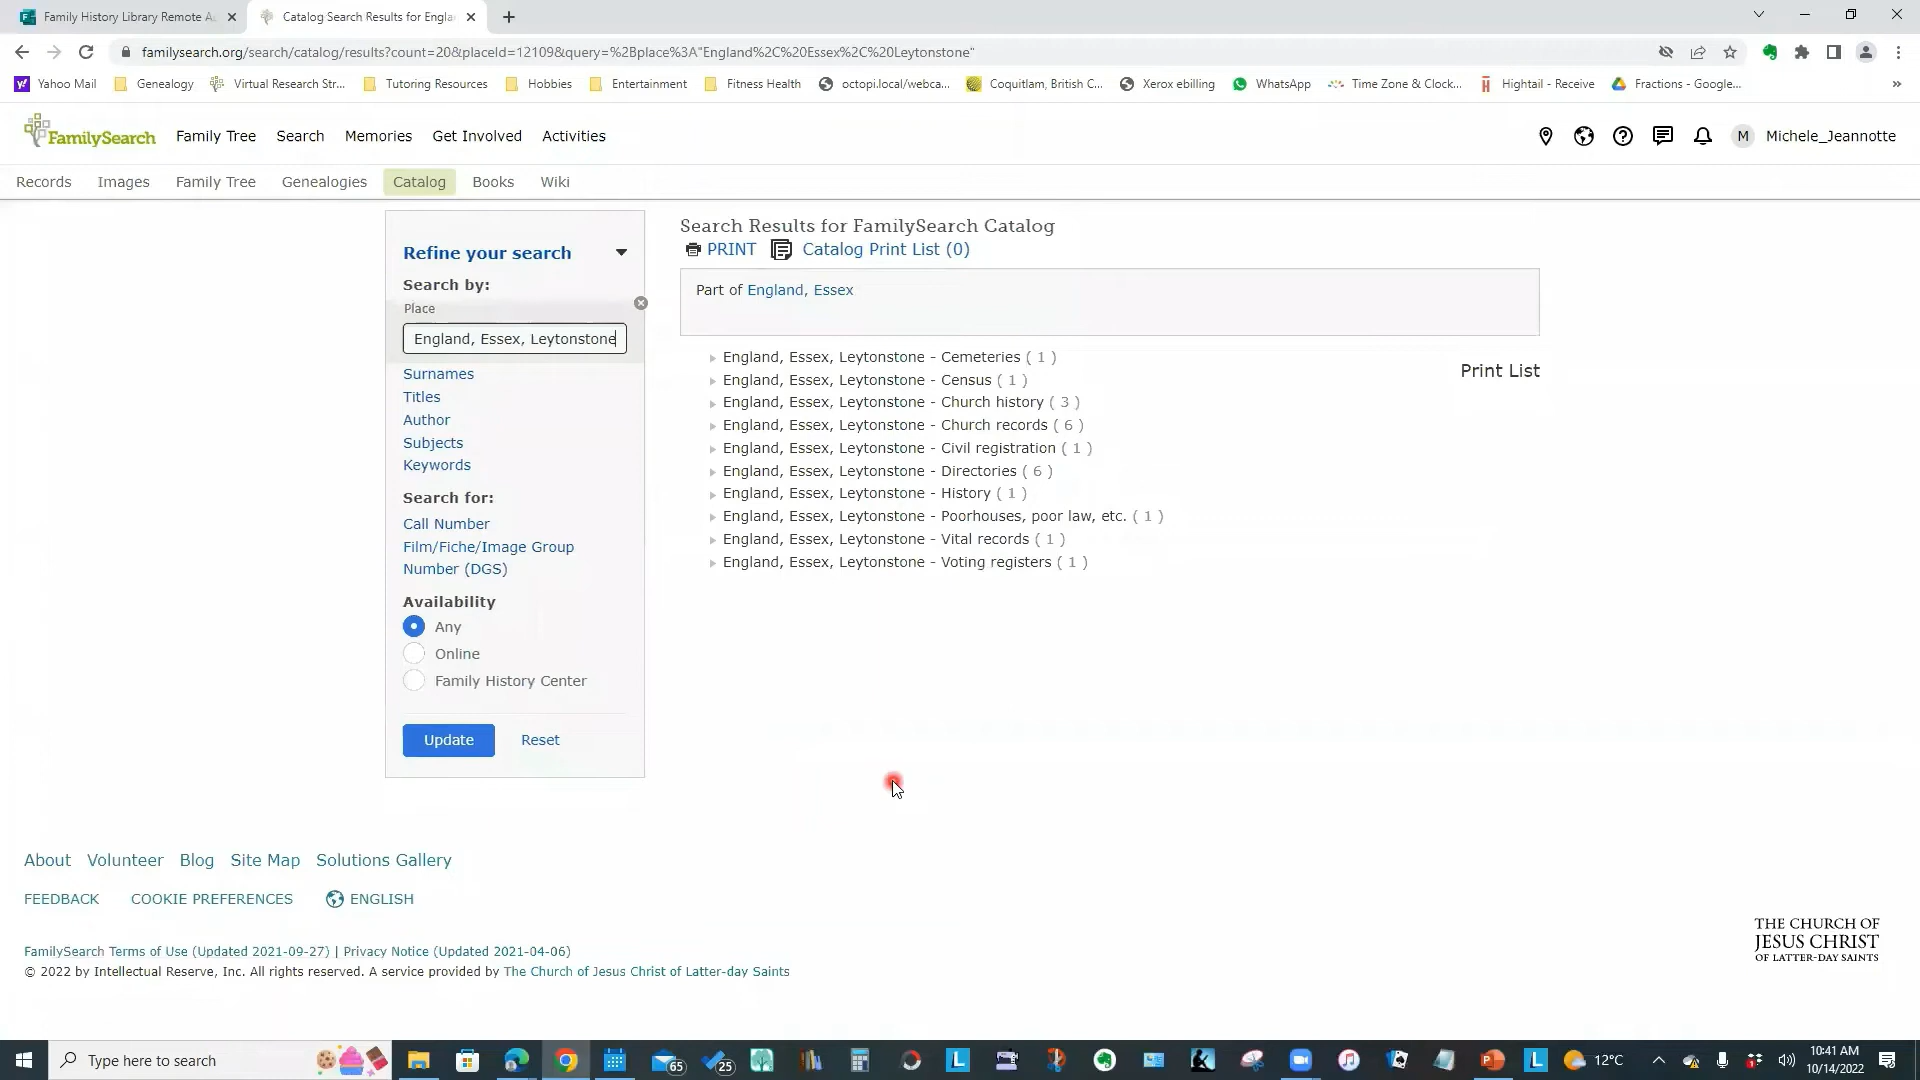 Family History Library Remote A
Catalog Search Results for Engla
familysearch.org/search/catalog/results?count=20&placeId=12109&query=%2Bplace%3A"England%2C%20Essex%2C%20Leytonstone"
Yahoo Mail
Genealogy
Virtual Research Str...
Tutoring Resources
Hobbies
Entertainment
Fitness Health
octopi.local/webca...
Coquitlam, British C...
Xerox ebilling
WhatsApp
Time Zone & Clock...
Hightail - Receive
Fractions - Google...
FamilySearch
Family Tree
Search
Memories
Get Involved
Activities
M
Michele_Jeannotte
Records
Images
Family Tree
Genealogies
Catalog
Books
Wiki
Refine your search
Search by:
Place
England, Essex, Leytonstone
Surnames
Titles
Author
Subjects
Keywords
Search for:
Call Number
Film/Fiche/Image Group
Number (DGS)
Availability
Any
Online
Family History Center
Update
Reset
Search Results for FamilySearch Catalog
PRINT
Catalog Print List (0)
Part of England, Essex
England, Essex, Leytonstone - Cemeteries ( 1 )
England, Essex, Leytonstone - Census ( 1 )
England, Essex, Leytonstone - Church history ( 3 )
England, Essex, Leytonstone - Church records ( 6 )
England, Essex, Leytonstone - Civil registration ( 1 )
England, Essex, Leytonstone - Directories ( 6 )
England, Essex, Leytonstone - History ( 1 )
England, Essex, Leytonstone - Poorhouses, poor law, etc. ( 1 )
England, Essex, Leytonstone - Vital records ( 1 )
England, Essex, Leytonstone - Voting registers ( 1 )
Print List
About
Volunteer
Blog
Site Map
Solutions Gallery
FEEDBACK
COOKIE PREFERENCES
ENGLISH
FamilySearch Terms of Use (Updated 2021-09-27) | Privacy Notice (Updated 2021-04-06)
© 2022 by Intellectual Reserve, Inc. All rights reserved. A service provided by The Church of Jesus Christ of Latter-day Saints
THE CHURCH OF
JESUS CHRIST
OF LATTER-DAY SAINTS
Type here to search
65
25
L
L
12°C
10:41 AM
10/14/2022